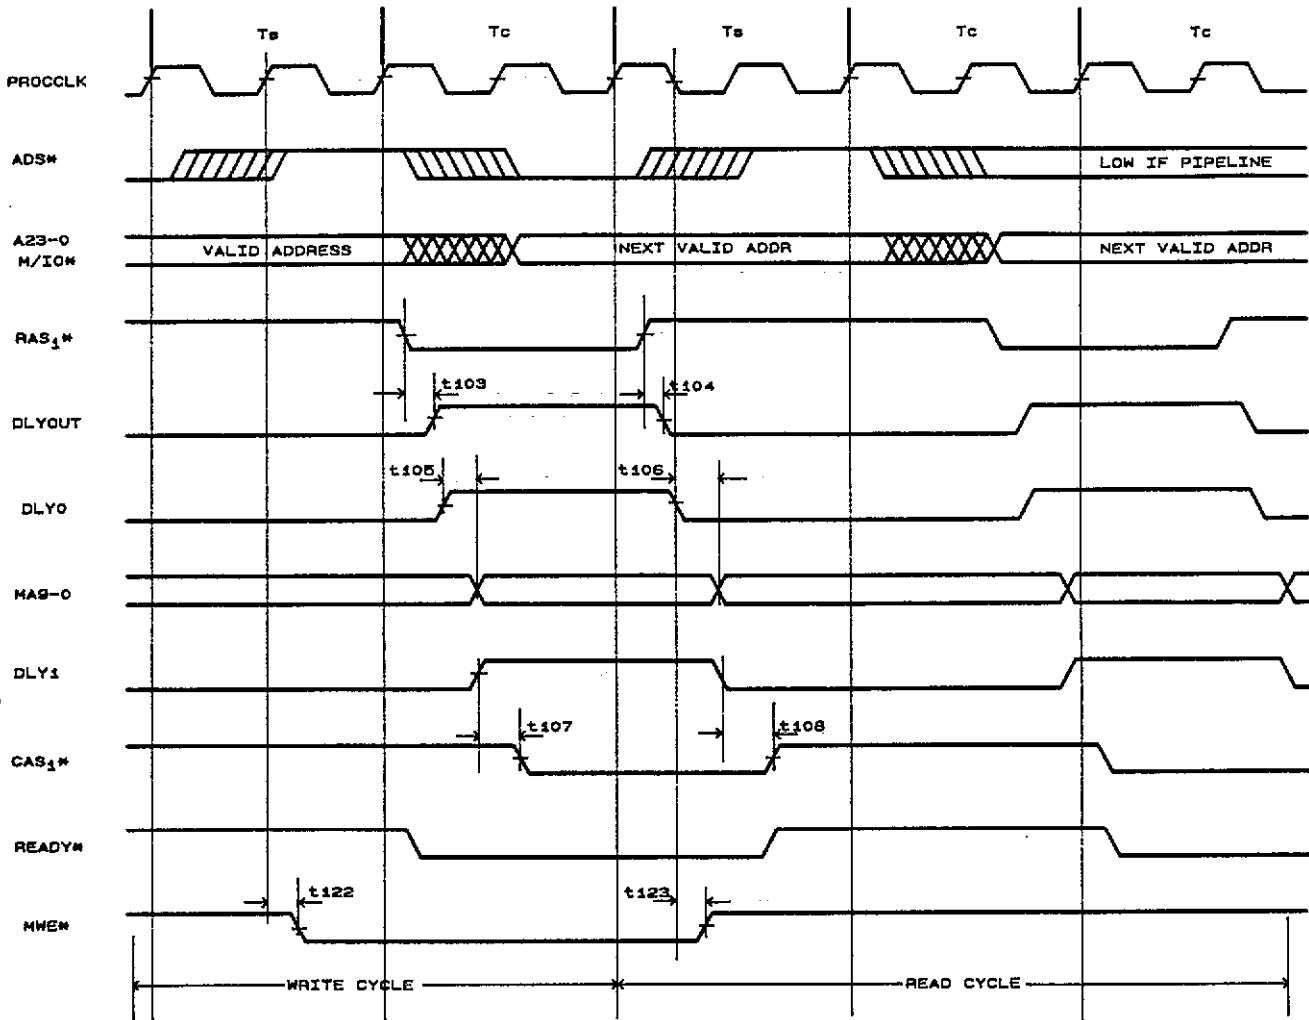 Ts Tc Ts Tc Tc
PROCCLK
ADS*
LOW IF PIPELINE
A23-0
M/IO*
VALID ADDRESS NEXT VALID ADDR NEXT VALID ADDR
RAS1*
t103 t104
DLYOUT
t105 t106
DLY0
MA9-0
DLY1
t107 t108
CAS1*
READY*
t122 t123
MWE*
WRITE CYCLE READ CYCLE